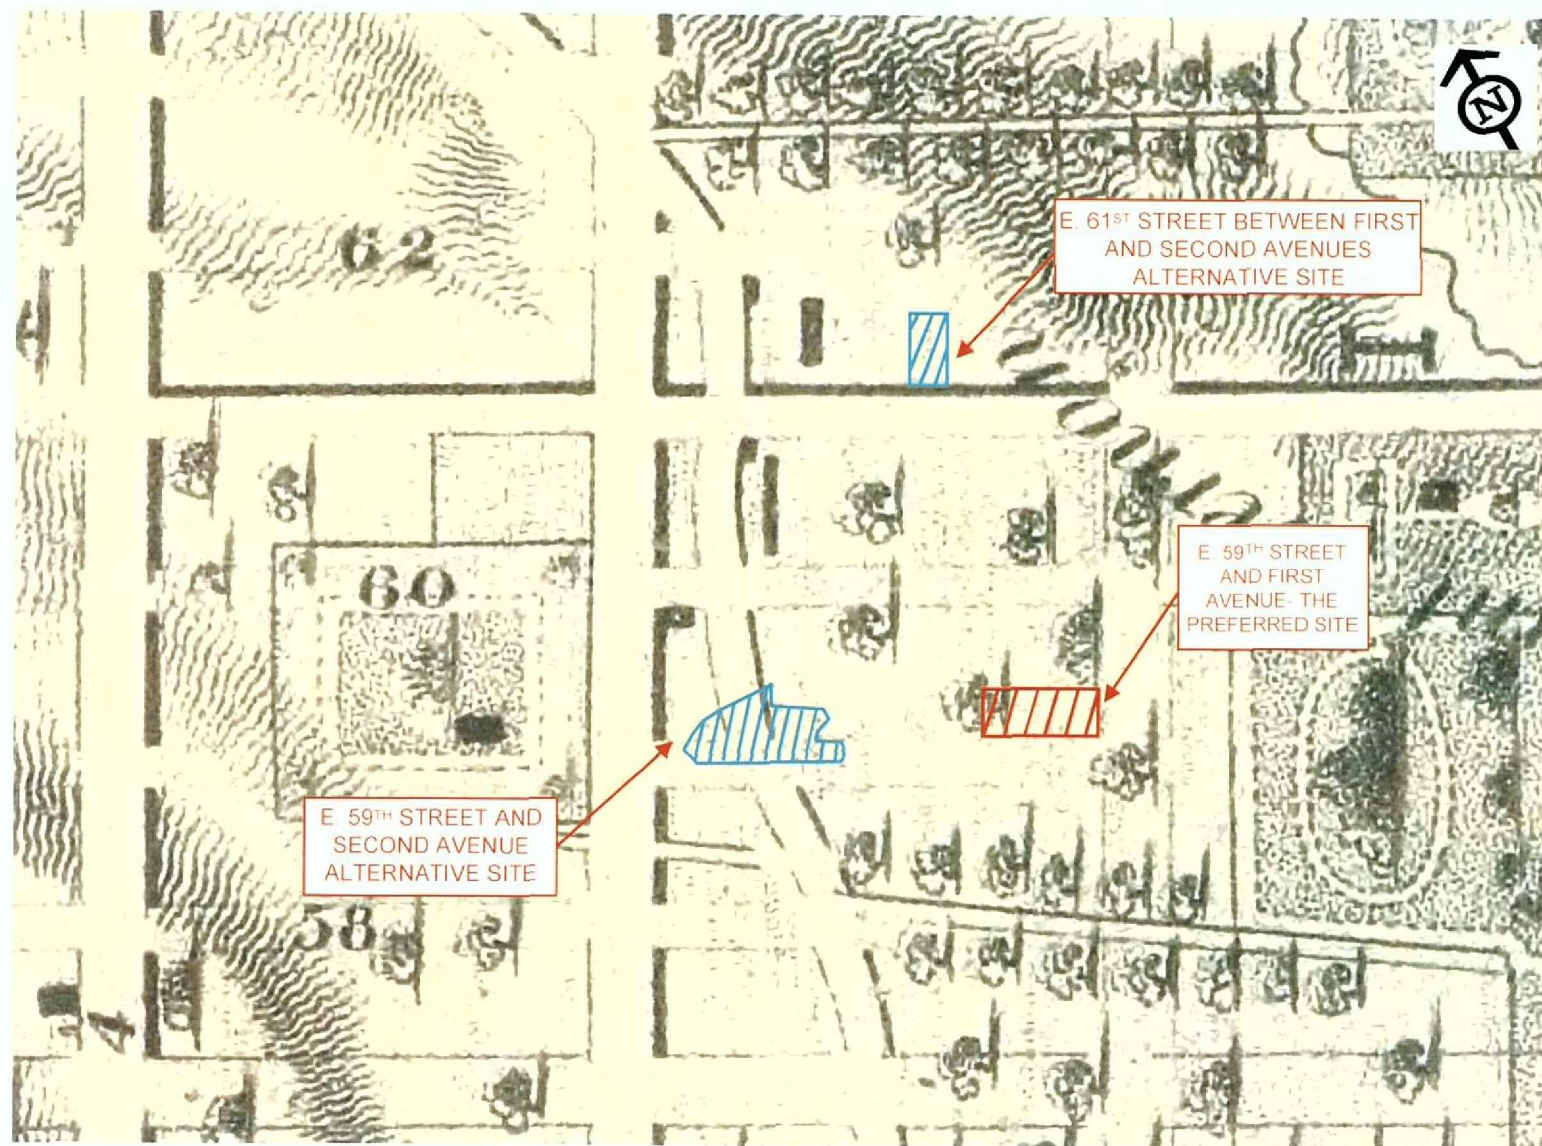 N
E. 61ST STREET BETWEEN FIRST
AND SECOND AVENUES
ALTERNATIVE SITE
62
E. 59TH STREET
AND FIRST
AVENUE- THE
PREFERRED SITE
60
E. 59TH STREET AND
SECOND AVENUE
ALTERNATIVE SITE
58
4